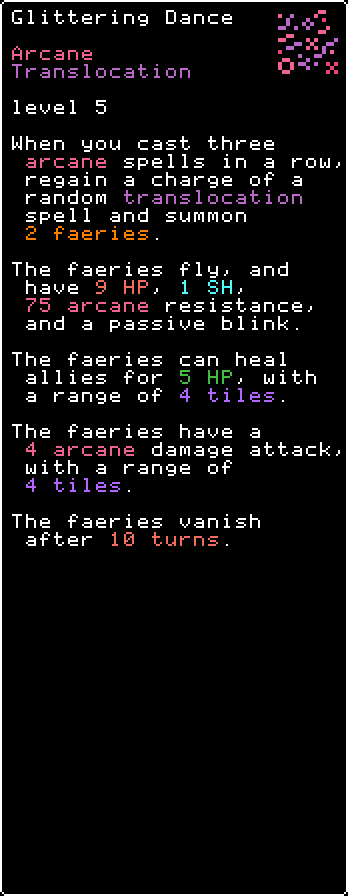 Glittering Dance
Arcane
Translocation
level 5
When you cast three
arcane spells in a row,
regain a charge of a
random translocation
spell and summon
2 faeries.
The faeries fly, and
have 9 HP, 1 SH,
75 arcane resistance,
and a passive blink.
The faeries can heal
allies for 5 HP, with
a range of 4 tiles.
The faeries have a
4 arcane damage attack,
with a range of
4 tiles.
The faeries vanish
after 10 turns.